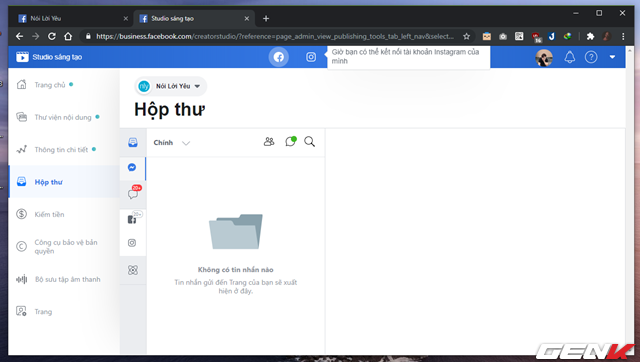 Nói Lời Yêu
Studio sáng tạo
https://business.facebook.com/creatorstudio/?reference=page_admin_view_publishing_tools_tab_left_nav&select...
16
Studio sáng tạo
Giờ bạn có thể kết nối tài khoản Instagram của
mình
Trang chủ
Thư viện nội dung
Thông tin chi tiết
Hộp thư
Kiếm tiền
Công cụ bảo vệ bản
quyền
Bộ sưu tập âm thanh
Trang
Nói Lời Yêu
Hộp thư
Chính
20+
20+
Không có tin nhắn nào
Tin nhắn gửi đến Trang của bạn sẽ xuất
hiện ở đây.
GENK